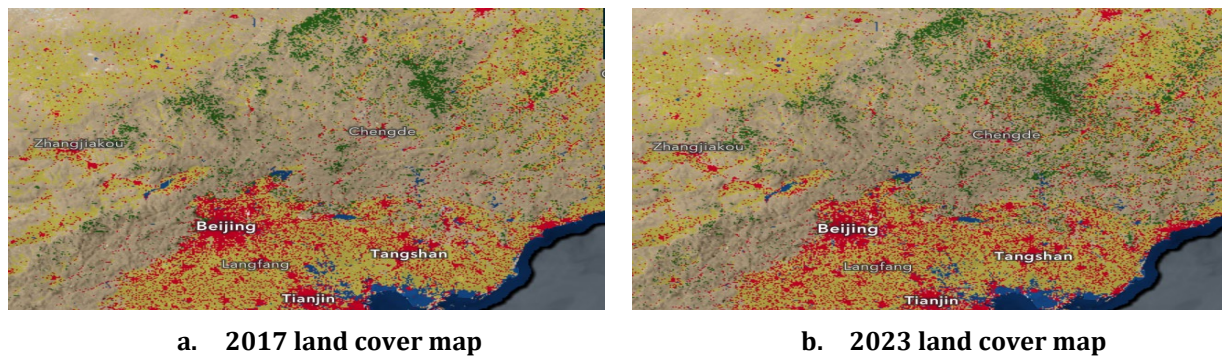 Zhangjiakou
Chengde
Beijing
Langfang
Tangshan
Tianjin
Zhangjiakou
Chengde
Beijing
Langfang
Tangshan
Tianjin
a. 2017 land cover map
b. 2023 land cover map